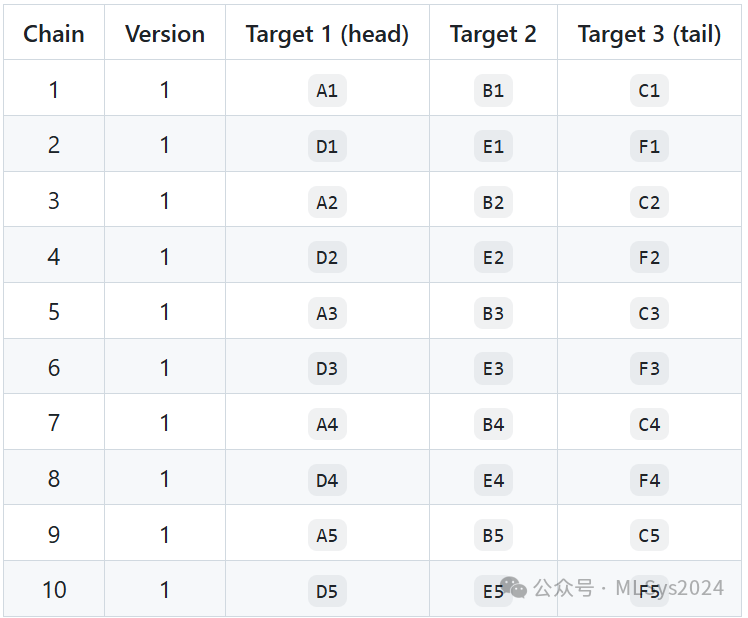 Chain Version Target 1 (head) Target 2 Target 3 (tail)
1 1 A1 B1 C1
2 1 D1 E1 F1
3 1 A2 B2 C2
4 1 D2 E2 F2
5 1 A3 B3 C3
6 1 D3 E3 F3
7 1 A4 B4 C4
8 1 D4 E4 F4
9 1 A5 B5 C5
10 1 D5 E5 F5
公众号 · MLSys2024